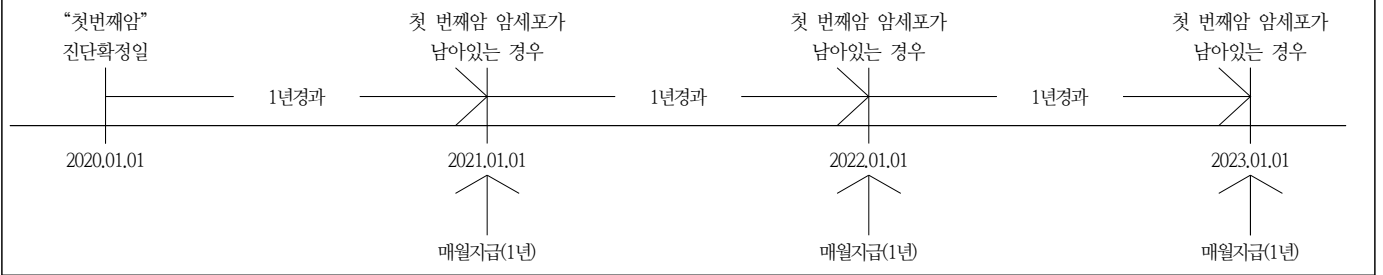 “첫번째암”
진단확정일
첫 번째암 암세포가
남아있는 경우
첫 번째암 암세포가
남아있는 경우
첫 번째암 암세포가
남아있는 경우
1년경과
1년경과
1년경과
2020.01.01
2021.01.01
2022.01.01
2023.01.01
매월지급(1년)
매월지급(1년)
매월지급(1년)